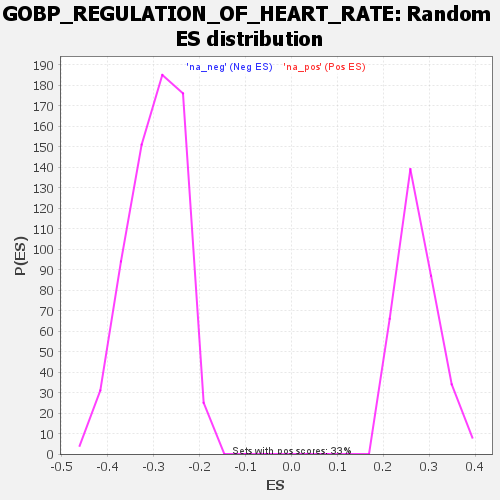 GOBP_REGULATION_OF_HEART_RATE: Random
ES distribution
'na_neg' (Neg ES) 'na_pos' (Pos ES)
190
180
170
160
150
140
130
120
110
100
90
80
70
60
50
40
30
20
10
0
P(ES)
Sets with pos scores: 33%
-0.5 -0.4 -0.3 -0.2 -0.1 0.0 0.1 0.2 0.3 0.4
ES